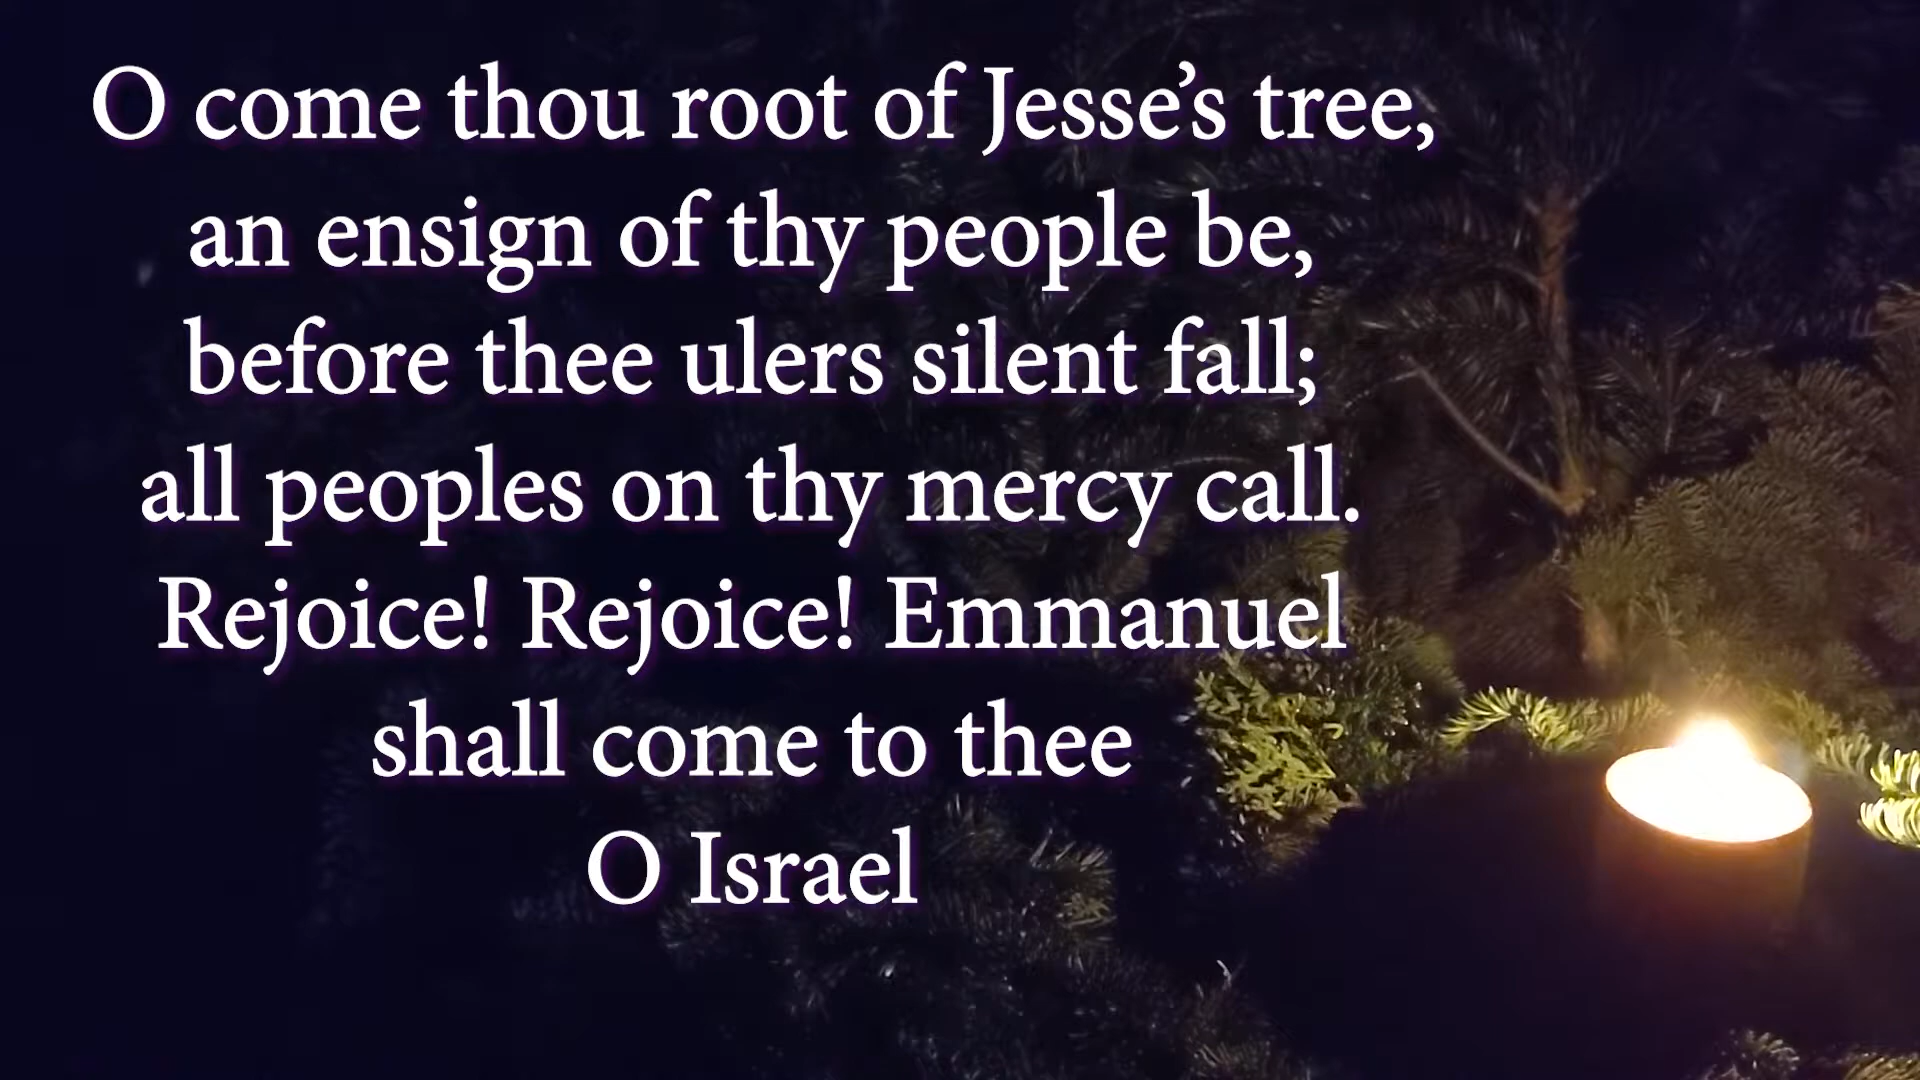 O come thou root of Jesse’s tree,
an ensign of thy people be,
before thee ulers silent fall;
all peoples on thy mercy call.
Rejoice! Rejoice! Emmanuel
shall come to thee
O Israel